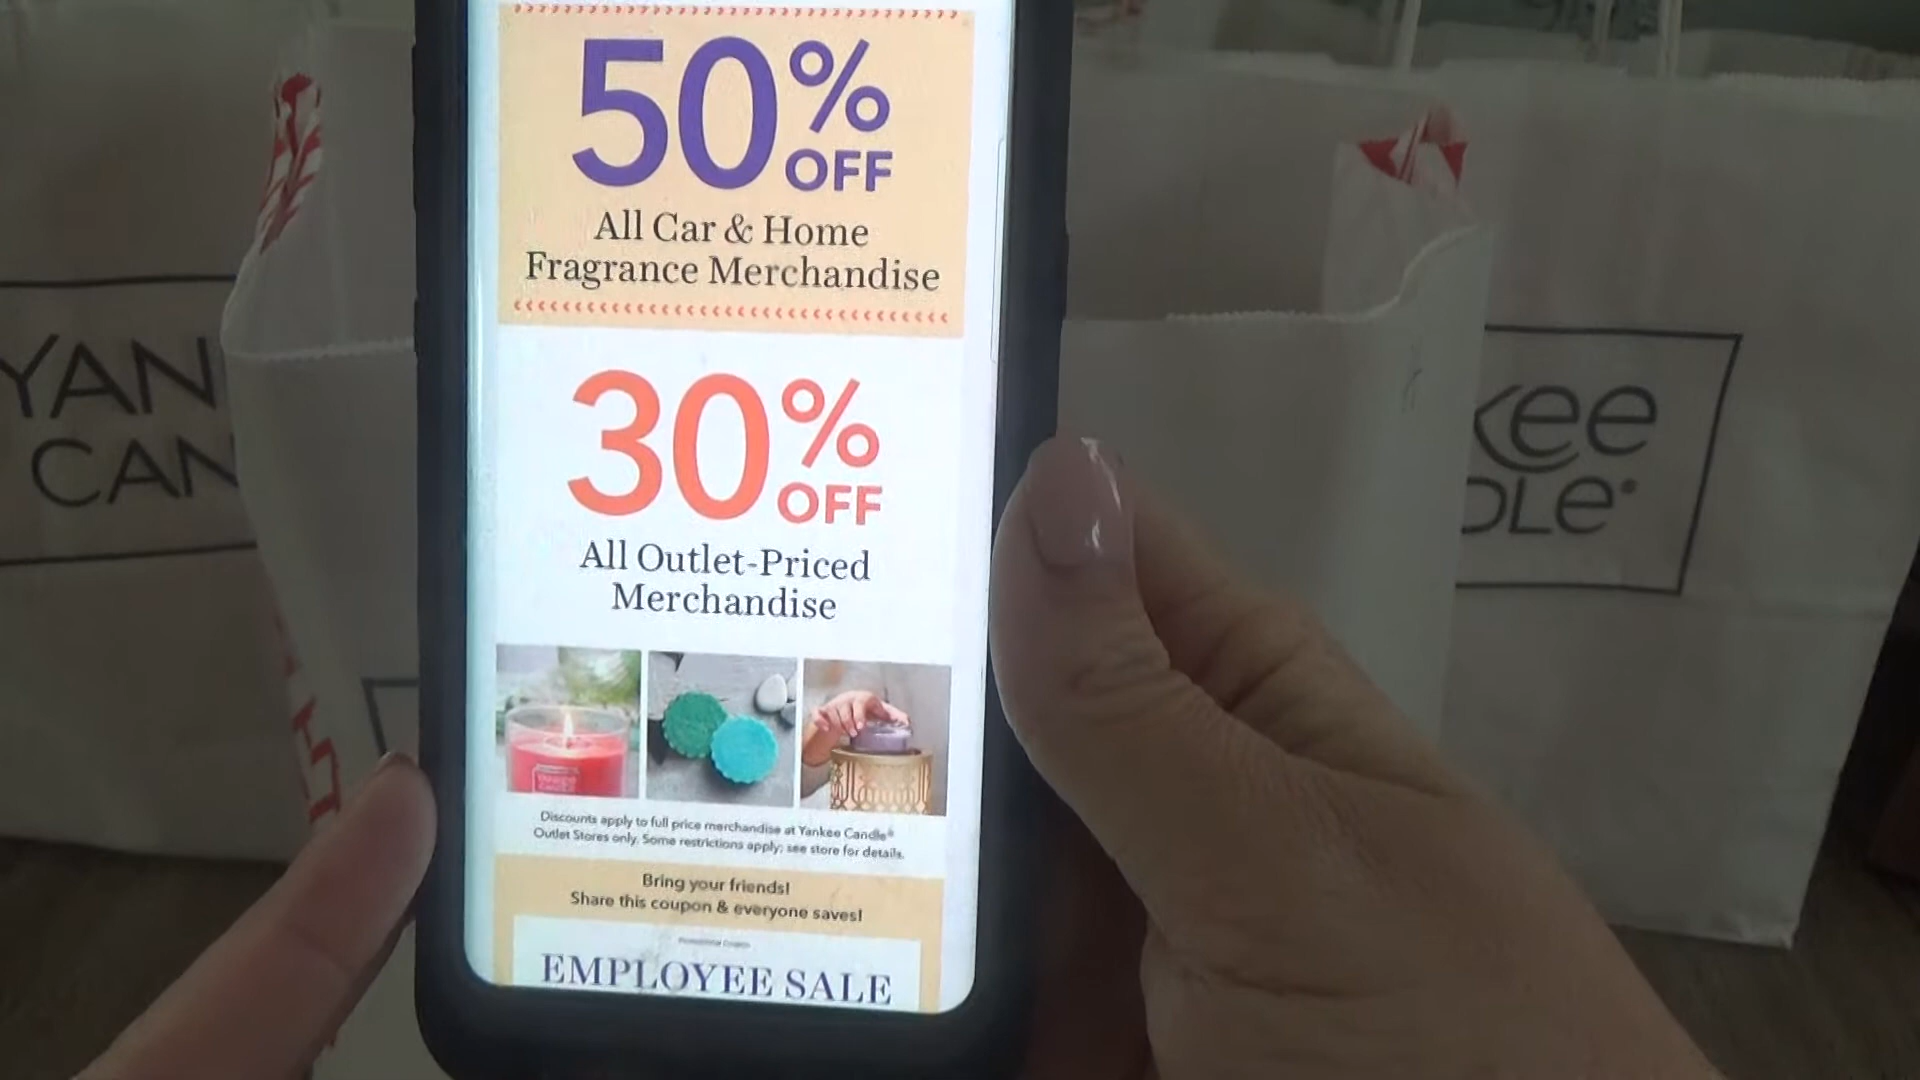 50%
OFF
All Car & Home
Fragrance Merchandise
30%
OFF
All Outlet-Priced
Merchandise
Discounts apply to full price merchandise at Yankee Candle®
Outlet Stores only. Some restrictions apply; see store for details.
Bring your friends!
Share this coupon & everyone saves!
EMPLOYEE SALE
YAN
CAN
kee
DLe®